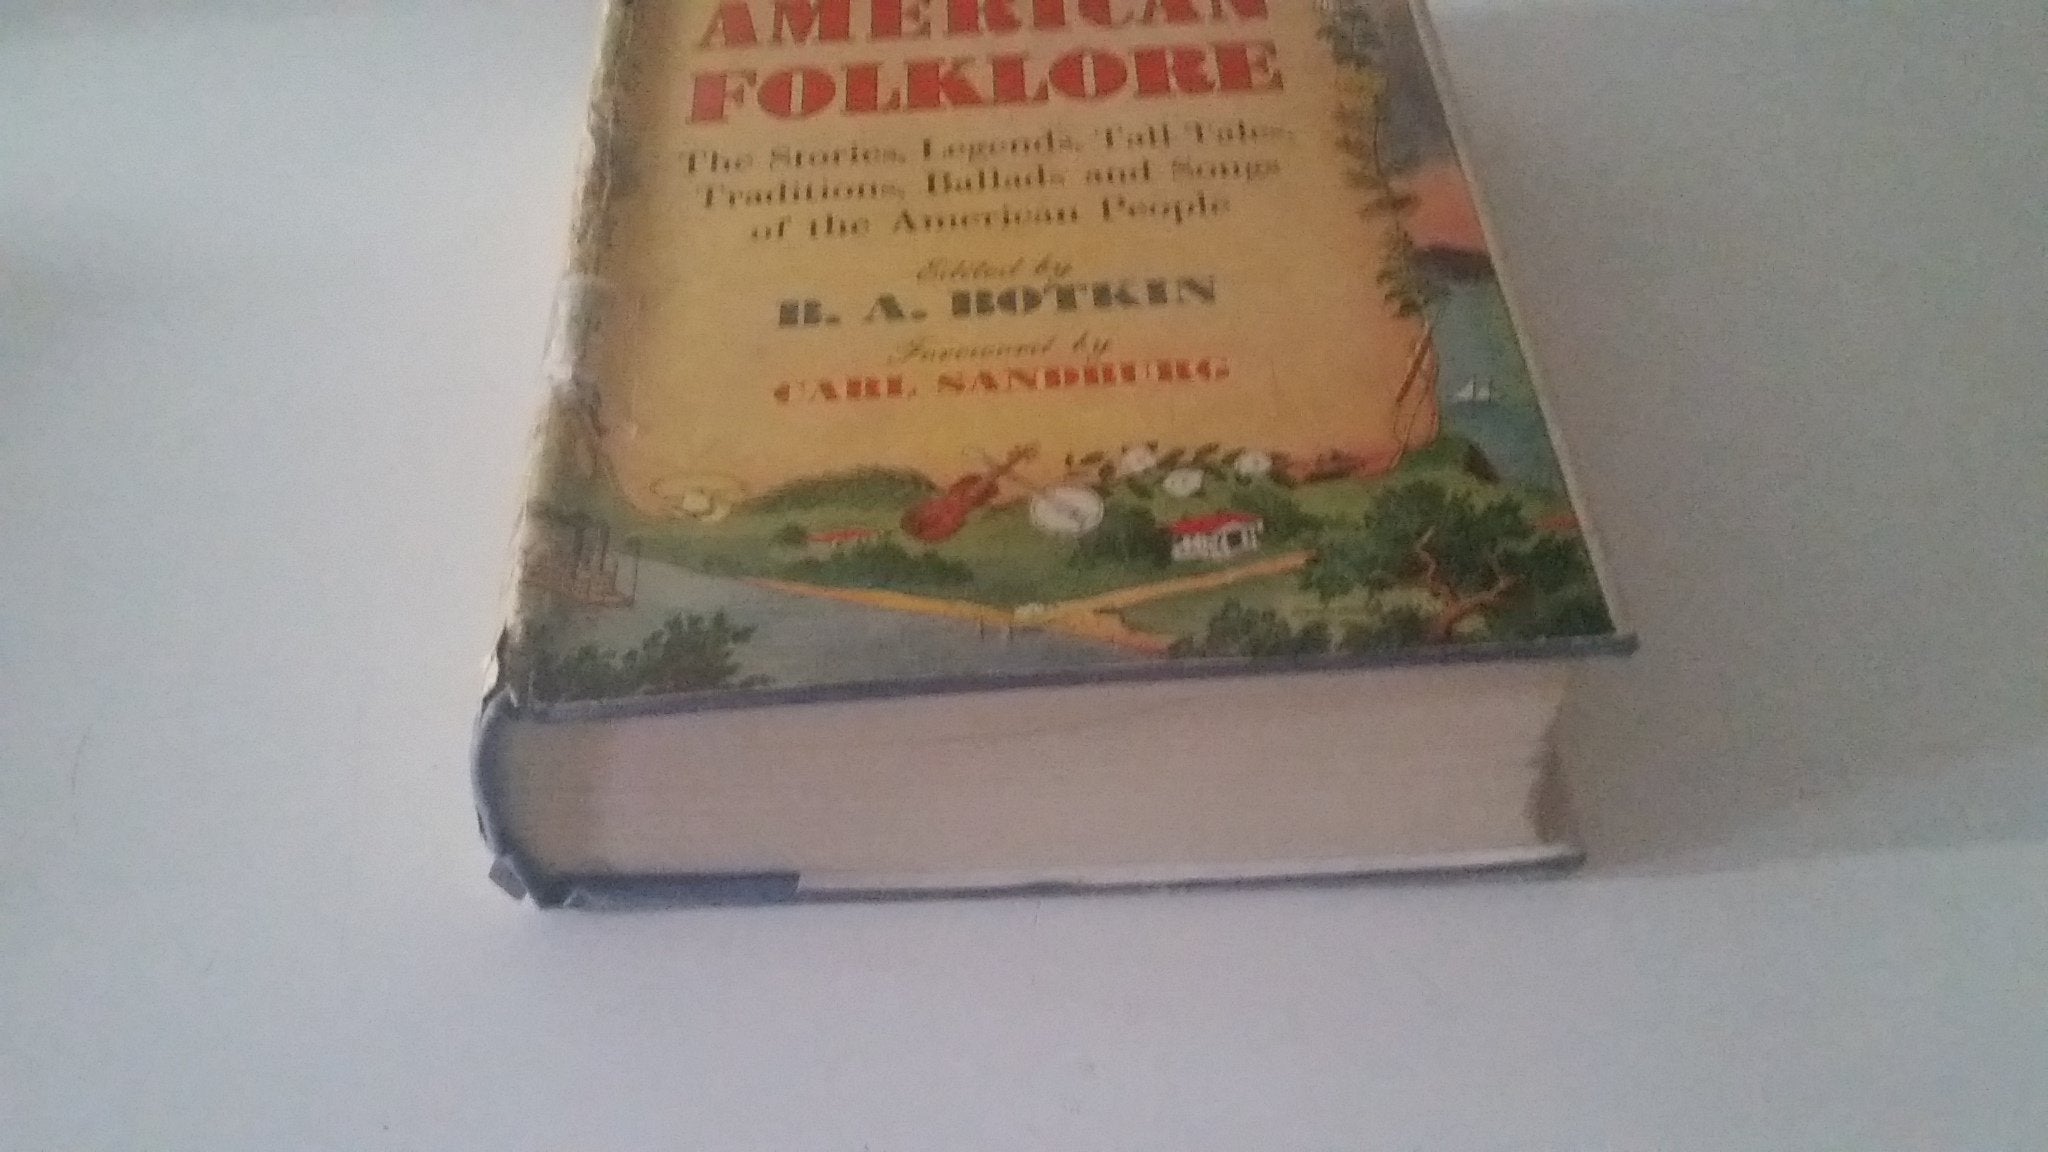 AMERICAN
FOLKLORE
The Stories, Legends, Tall Tales,
Traditions, Ballads and Songs
of the American People
Edited by
B. A. BOTKIN
Foreword by
CARL SANDBURG